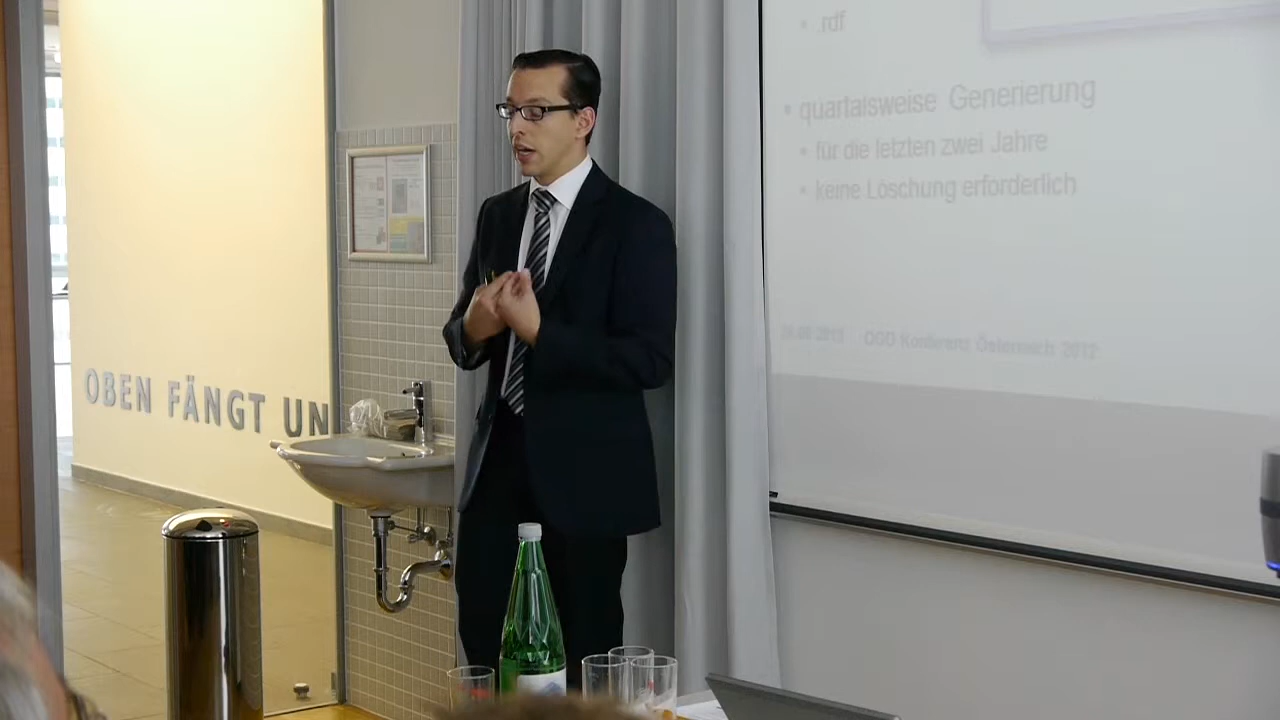 .rdf
quartalsweise Generierung
für die letzten zwei Jahre
keine Löschung erforderlich
OGD Konferenz Österreich 2012
OBEN FÄNGT UN